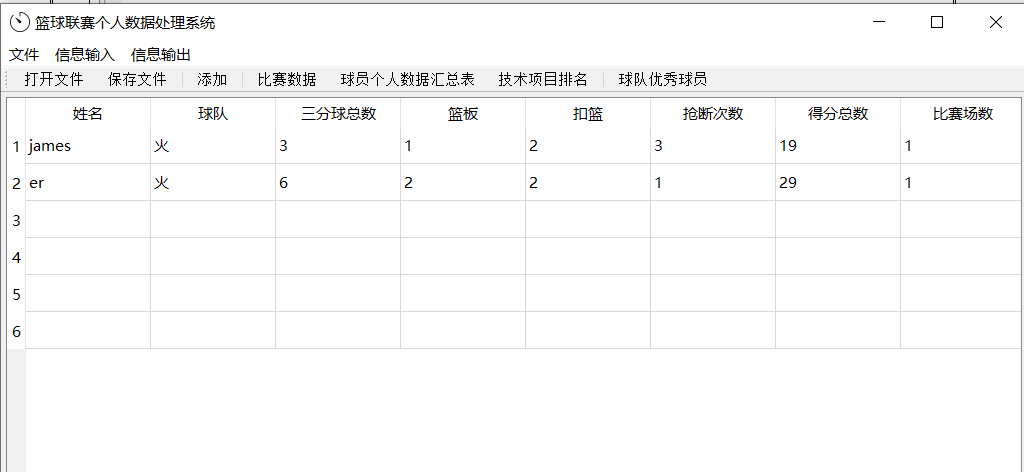 篮球联赛个人数据处理系统
文件 信息输入 信息输出
打开文件 保存文件 添加 比赛数据 球员个人数据汇总表 技术项目排名 球队优秀球员
姓名 球队 三分球总数 篮板 扣篮 抢断次数 得分总数 比赛场数
1 james 火 3 1 2 3 19 1
2 er 火 6 2 2 1 29 1
3
4
5
6